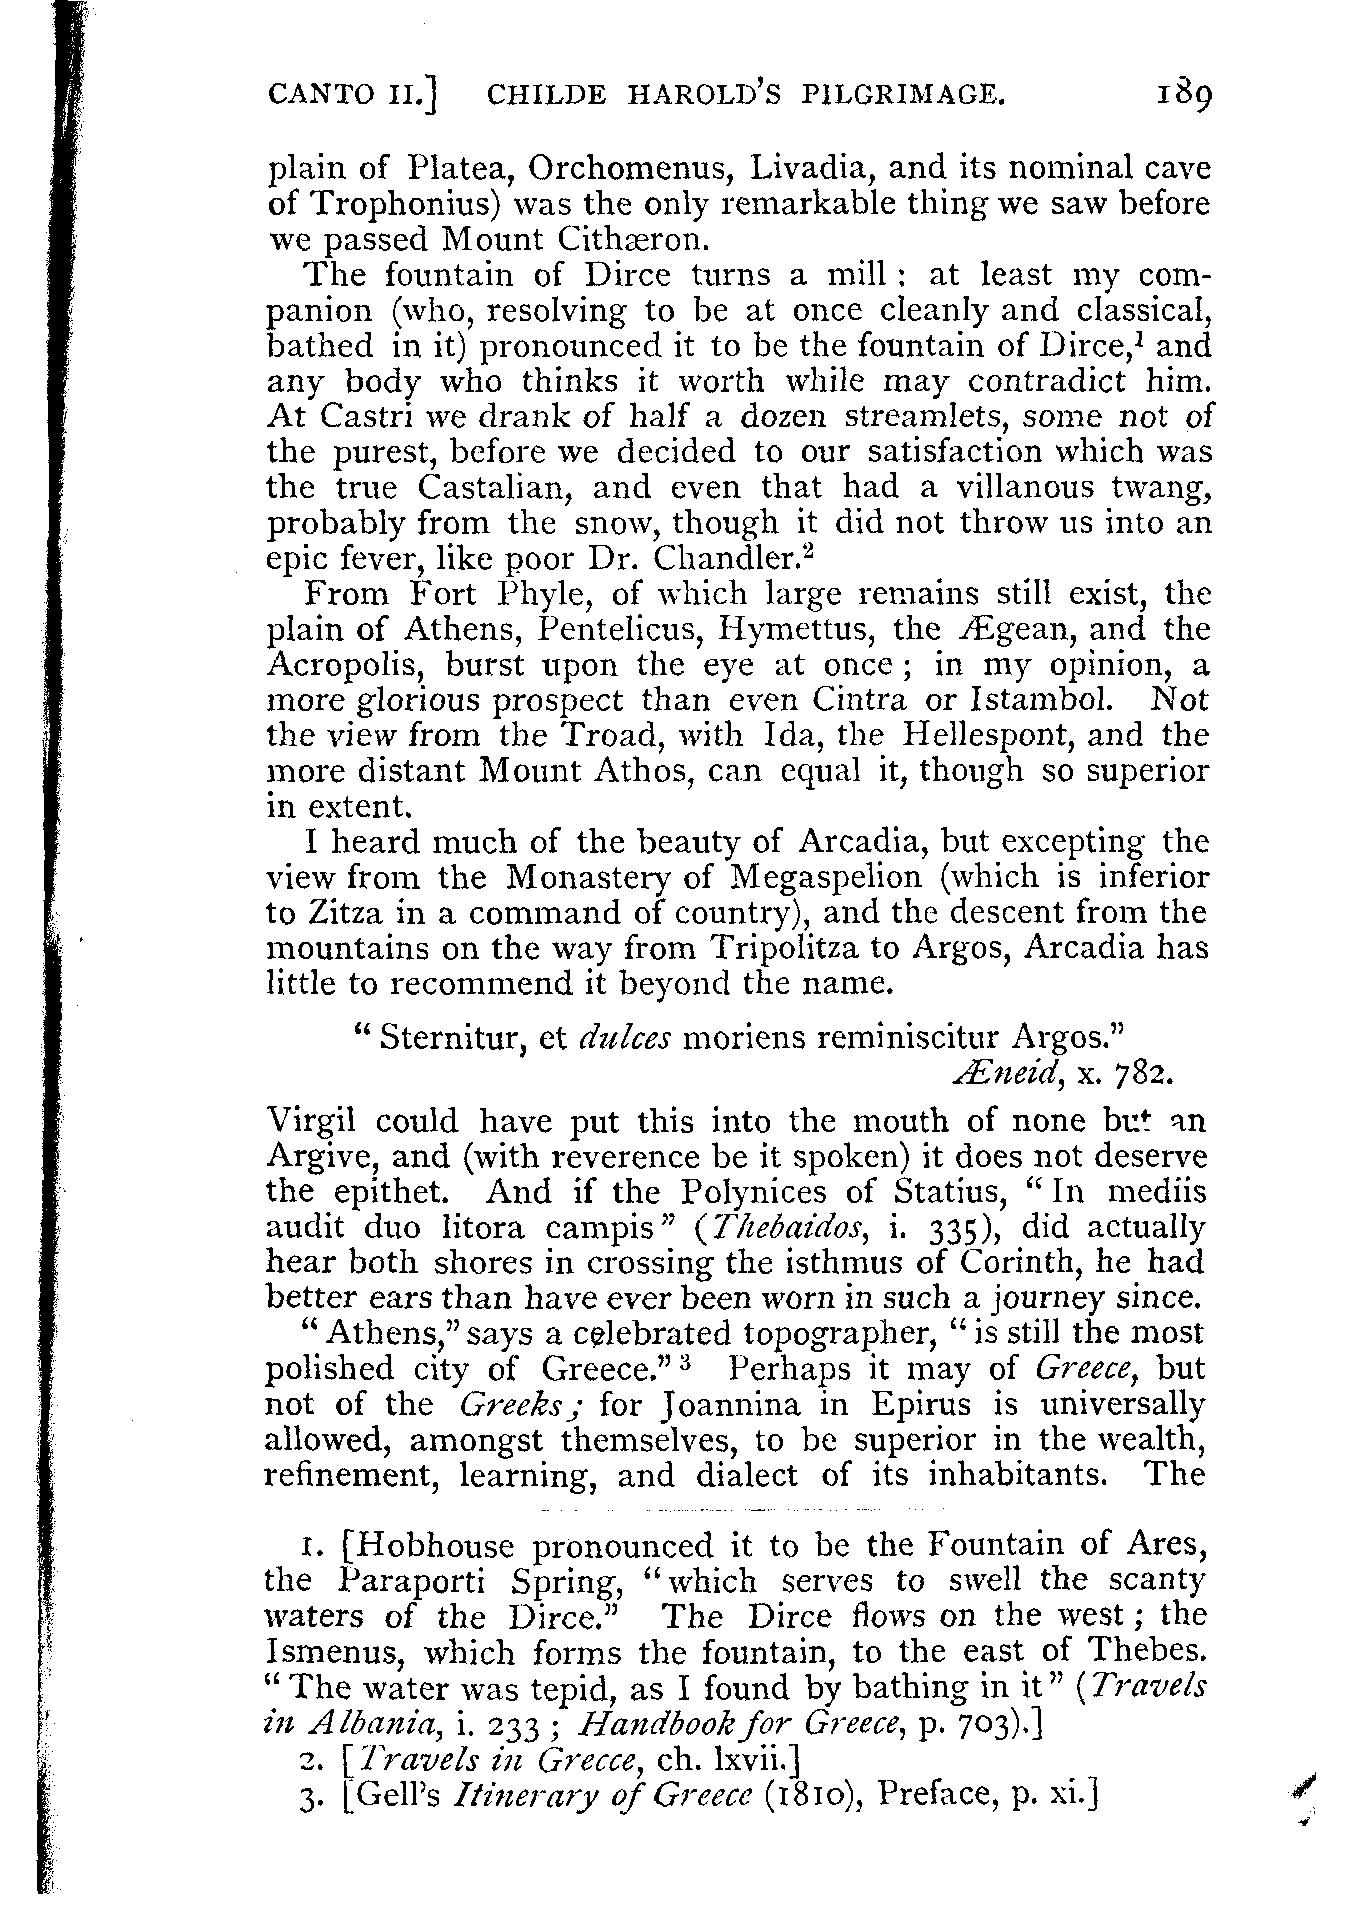 CANTO II.] CHILDE HAROLD'S PILGRIMAGE. 189
plain of Platea, Orchomenus, Livadia, and its nominal cave
of Trophonius) was the only remarkable thing we saw before
we passed Mount Cithæron.
The fountain of Dirce turns a mill : at least my com-
panion (who, resolving to be at once cleanly and classical,
bathed in it) pronounced it to be the fountain of Dirce,¹ and
any body who thinks it worth while may contradict him.
At Castri we drank of half a dozen streamlets, some not of
the purest, before we decided to our satisfaction which was
the true Castalian, and even that had a villanous twang,
probably from the snow, though it did not throw us into an
epic fever, like poor Dr. Chandler.²
From Fort Phyle, of which large remains still exist, the
plain of Athens, Pentelicus, Hymettus, the Ægean, and the
Acropolis, burst upon the eye at once ; in my opinion, a
more glorious prospect than even Cintra or Istambol. Not
the view from the Troad, with Ida, the Hellespont, and the
more distant Mount Athos, can equal it, though so superior
in extent.
I heard much of the beauty of Arcadia, but excepting the
view from the Monastery of Megaspelion (which is inferior
to Zitza in a command of country), and the descent from the
mountains on the way from Tripolitza to Argos, Arcadia has
little to recommend it beyond the name.
" Sternitur, et dulces moriens reminiscitur Argos."
Æneid, x. 782.
Virgil could have put this into the mouth of none but an
Argive, and (with reverence be it spoken) it does not deserve
the epithet. And if the Polynices of Statius, " In mediis
audit duo litora campis" (Thebaidos, i. 335), did actually
hear both shores in crossing the isthmus of Corinth, he had
better ears than have ever been worn in such a journey since.
" Athens," says a celebrated topographer, " is still the most
polished city of Greece." ³ Perhaps it may of Greece, but
not of the Greeks; for Joannina in Epirus is universally
allowed, amongst themselves, to be superior in the wealth,
refinement, learning, and dialect of its inhabitants. The
1. [Hobhouse pronounced it to be the Fountain of Ares,
the Paraporti Spring, "which serves to swell the scanty
waters of the Dirce." The Dirce flows on the west ; the
Ismenus, which forms the fountain, to the east of Thebes.
" The water was tepid, as I found by bathing in it" (Travels
in Albania, i. 233 ; Handbook for Greece, p. 703).]
2. [Travels in Greece, ch. lxvii.]
3. [Gell's Itinerary of Greece (1810), Preface, p. xi.]